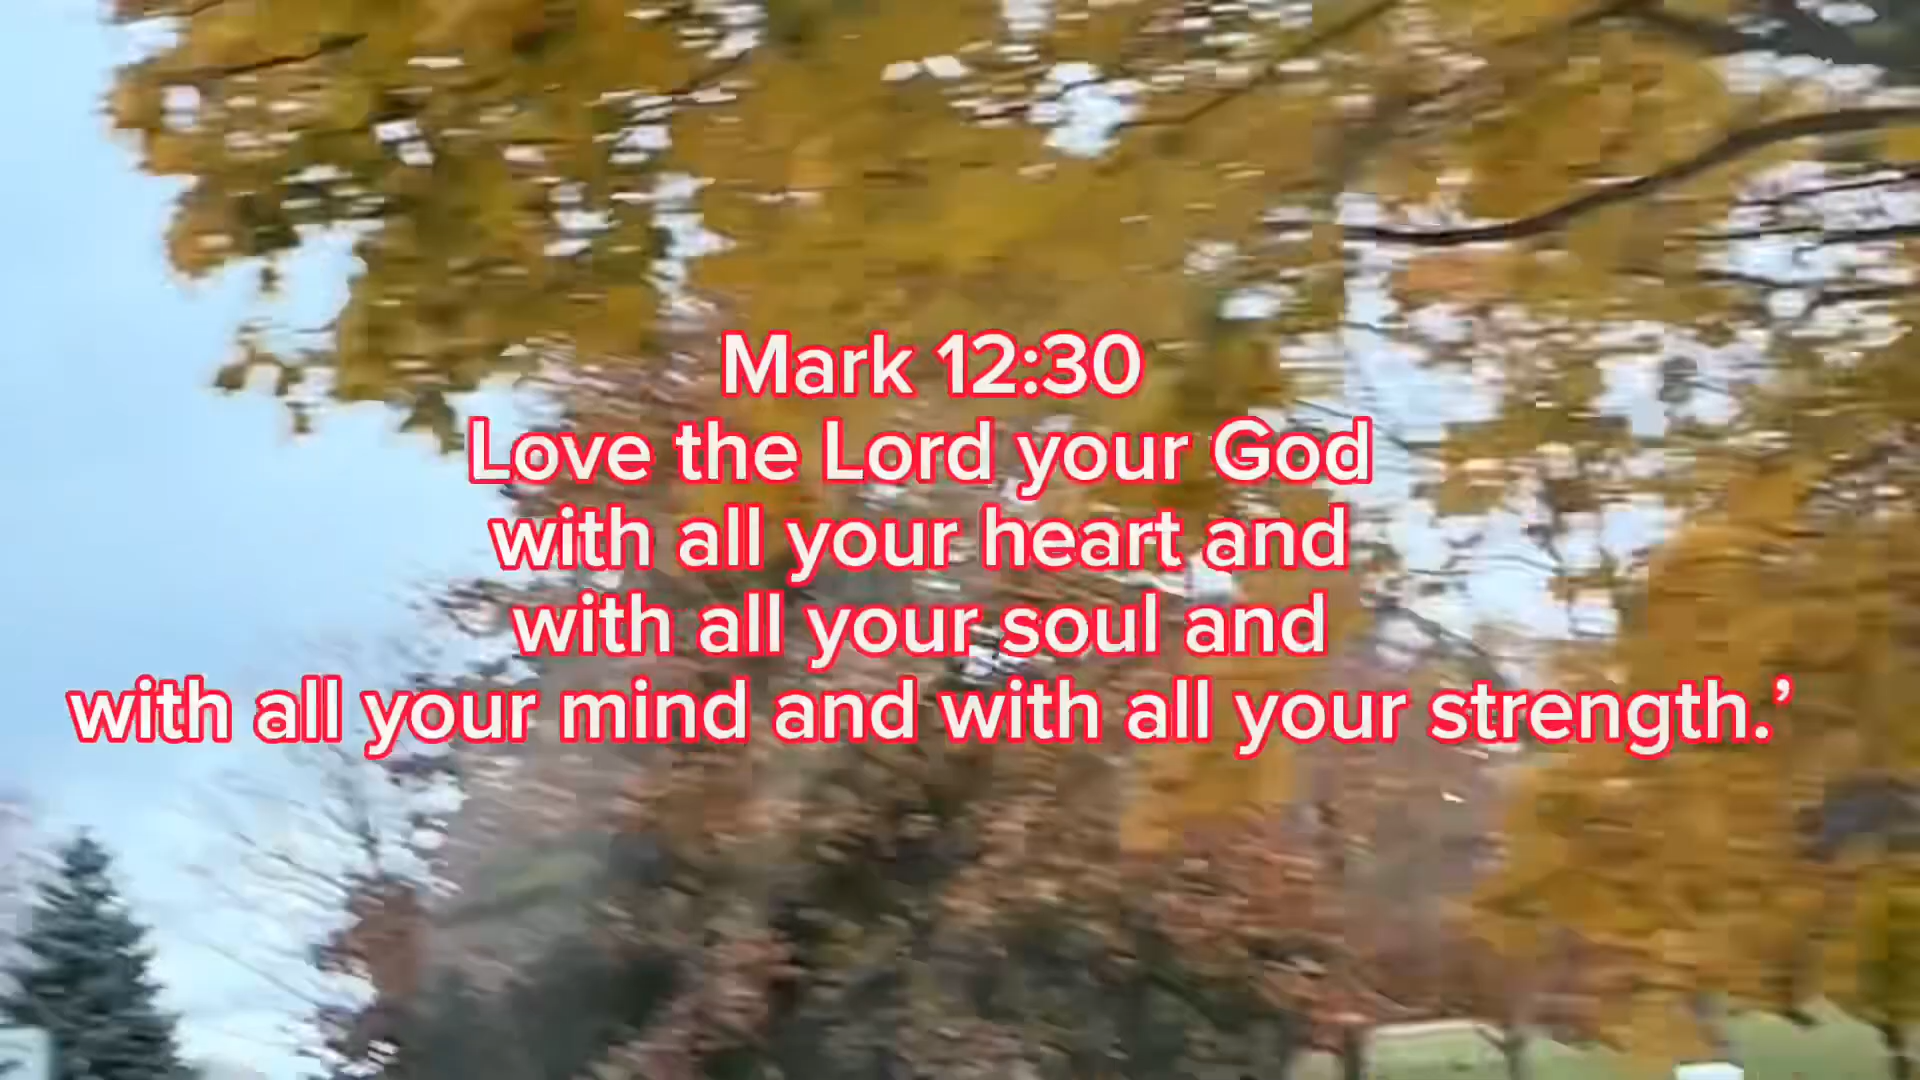 Mark 12:30
Love the Lord your God
with all your heart and
with all your soul and
with all your mind and with all your strength.’